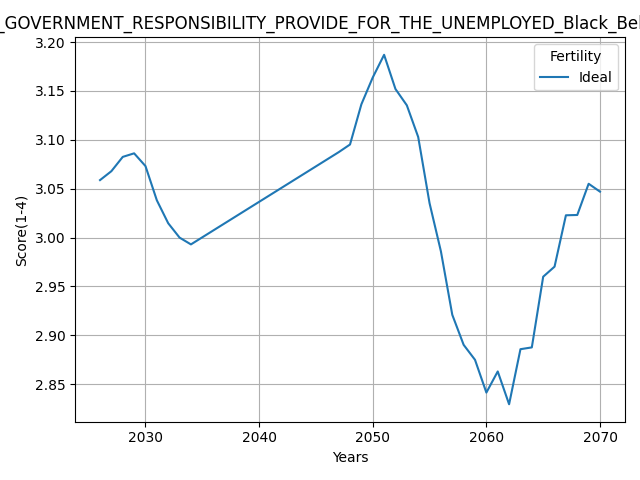 _GOVERNMENT_RESPONSIBILITY_PROVIDE_FOR_THE_UNEMPLOYED_Black_Bel
3.20
3.15
3.10
3.05
3.00
2.95
2.90
2.85
Score(1-4)
Fertility
Ideal
2030
2040
2050
2060
2070
Years